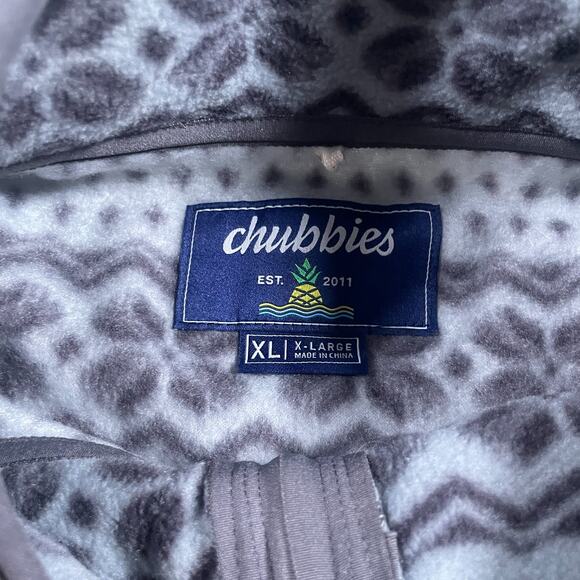 chubbies
EST. 2011
XL X-LARGE
MADE IN CHINA